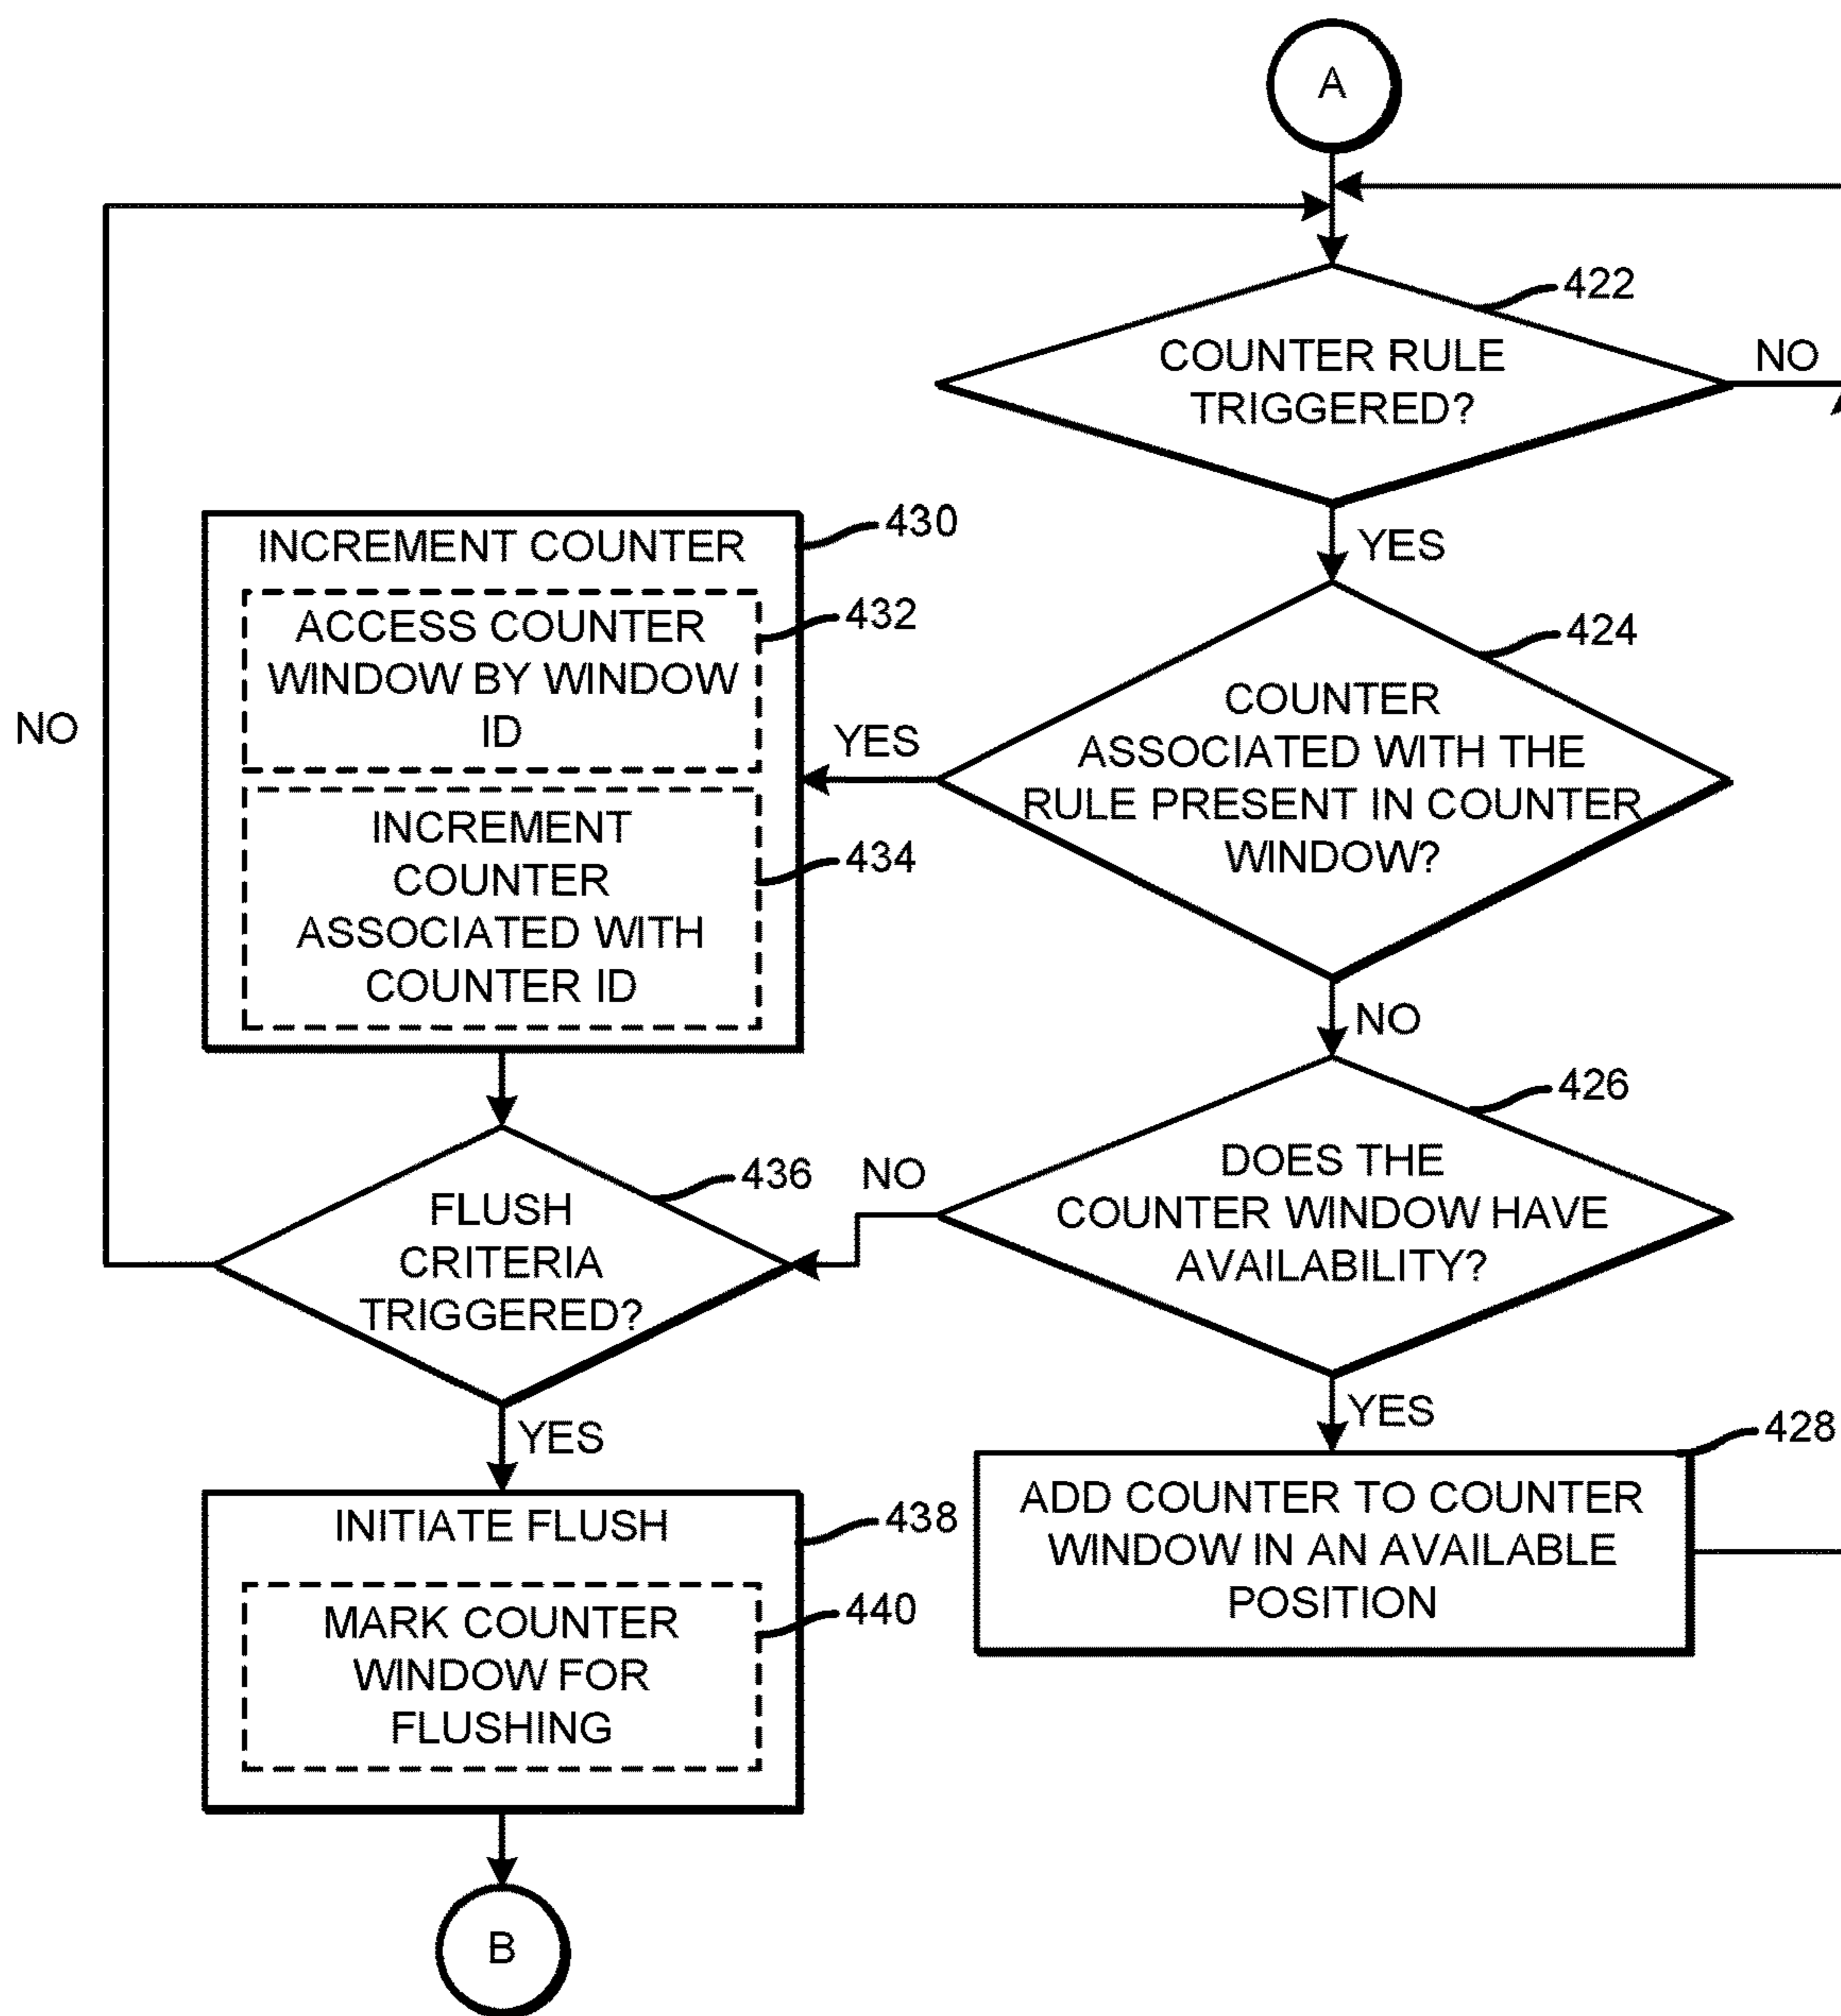 A
422
COUNTER RULE
TRIGGERED?
NO
YES
430
INCREMENT COUNTER
432
ACCESS COUNTER
WINDOW BY WINDOW
ID
434
INCREMENT
COUNTER
ASSOCIATED WITH
COUNTER ID
424
COUNTER
ASSOCIATED WITH THE
RULE PRESENT IN COUNTER
WINDOW?
YES
NO
NO
426
DOES THE
COUNTER WINDOW HAVE
AVAILABILITY?
NO
YES
436
FLUSH
CRITERIA
TRIGGERED?
YES
428
ADD COUNTER TO COUNTER
WINDOW IN AN AVAILABLE
POSITION
438
INITIATE FLUSH
440
MARK COUNTER
WINDOW FOR
FLUSHING
B